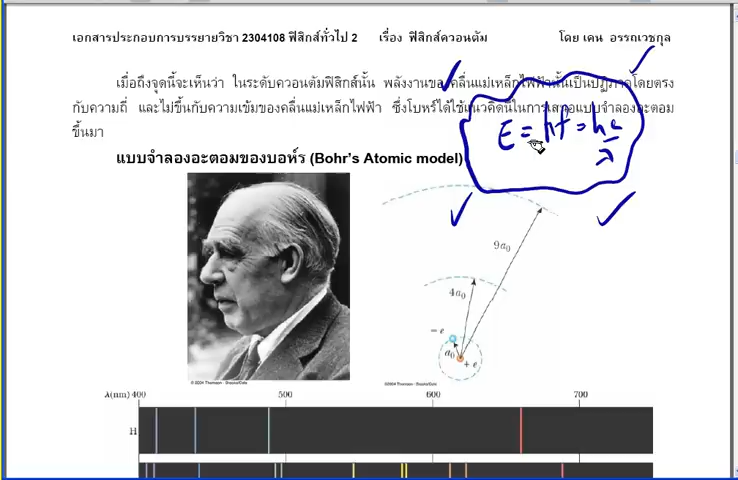 เอกสารประกอบการบรรยายวิชา 2304108 ฟิสิกส์ทั่วไป 2 เรื่อง ฟิสิกส์ควอนตัม โดย เคน อรรณเวชกุล
เมื่อถึงจุดนี้จะเห็นว่า ในระดับควอนตัมฟิสิกส์นั้น พลังงานของคลื่นแม่เหล็กไฟฟ้านั้นเป็นปฏิภาคโดยตรง
กับความถี่ และไม่ขึ้นกับความเข้มของคลื่นแม่เหล็กไฟฟ้า ซึ่งโบหร์ได้ใช้แนวคิดนี้ในการเสนอแบบจำลองอะตอม
ขึ้นมา
E = hf = hc/λ
แบบจำลองอะตอมของบอห์ร (Bohr's Atomic model)
9a₀
4a₀
− e
a₀
+ e
© 2004 Thomson - Brooks/Cole
©2004 Thomson - Brooks/Cole
λ(nm) 400 500 600 700
H